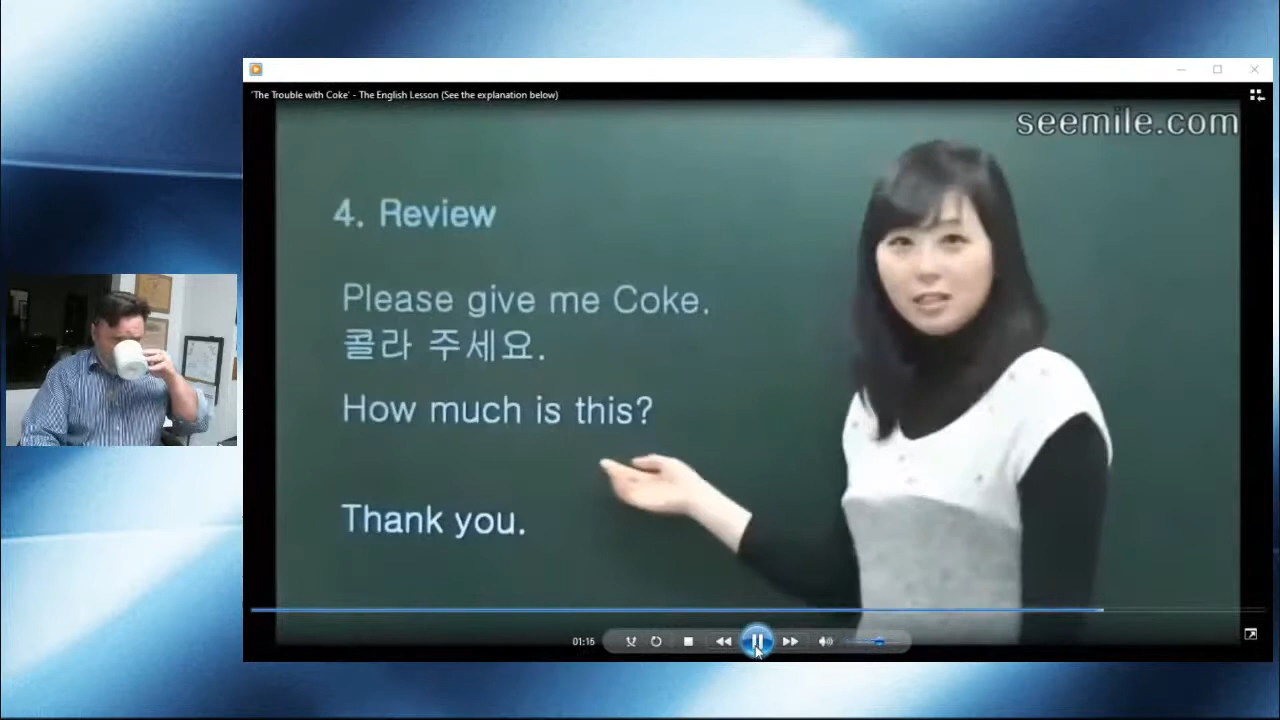 'The Trouble with Coke' - The English Lesson (See the explanation below)
seemile.com
4. Review
Please give me Coke.
콜라 주세요.
How much is this?
Thank you.
01:15